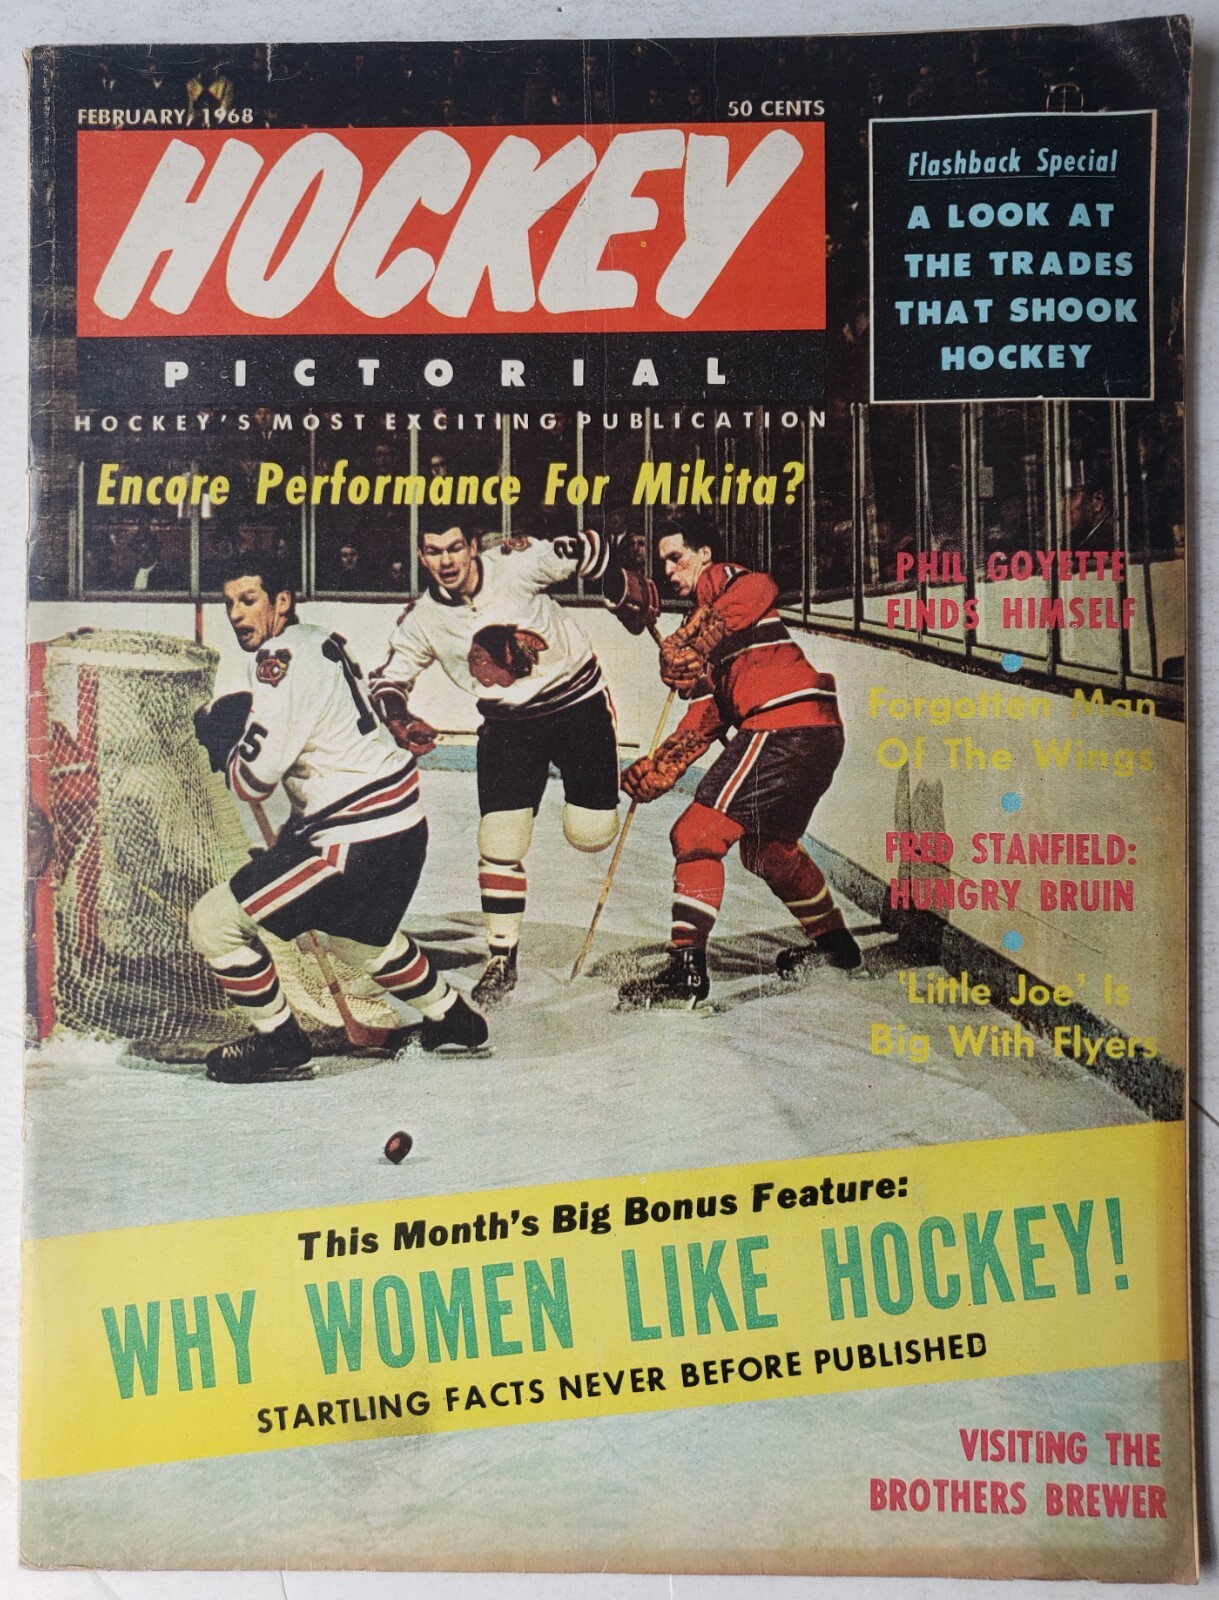 FEBRUARY, 1968
50 CENTS
HOCKEY
PICTORIAL
HOCKEY'S MOST EXCITING PUBLICATION
Flashback Special
A LOOK AT
THE TRADES
THAT SHOOK
HOCKEY
Encore Performance For Mikita?
PHIL GOYETTE
FINDS HIMSELF
Forgotten Man
Of The Wings
FRED STANFIELD:
HUNGRY BRUIN
'Little Joe' Is
Big With Flyers
15
2
This Month's Big Bonus Feature:
WHY WOMEN LIKE HOCKEY!
STARTLING FACTS NEVER BEFORE PUBLISHED
VISITING THE
BROTHERS BREWER